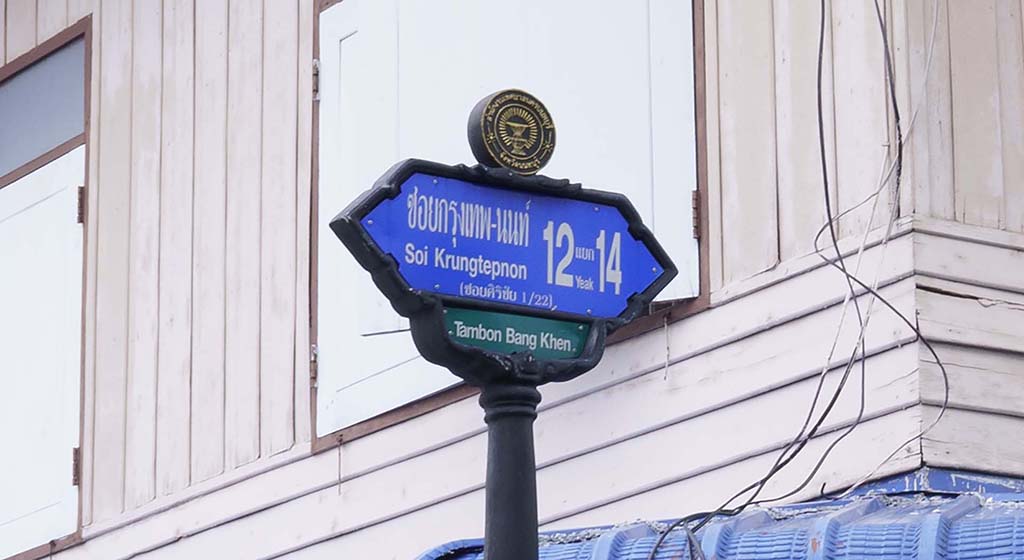 ซอยกรุงเทพ-นนท์ 12 แยก 14
Soi Krungtepnon Yeak
(ซอยศิริชัย 1/22)
Tambon Bang Khen